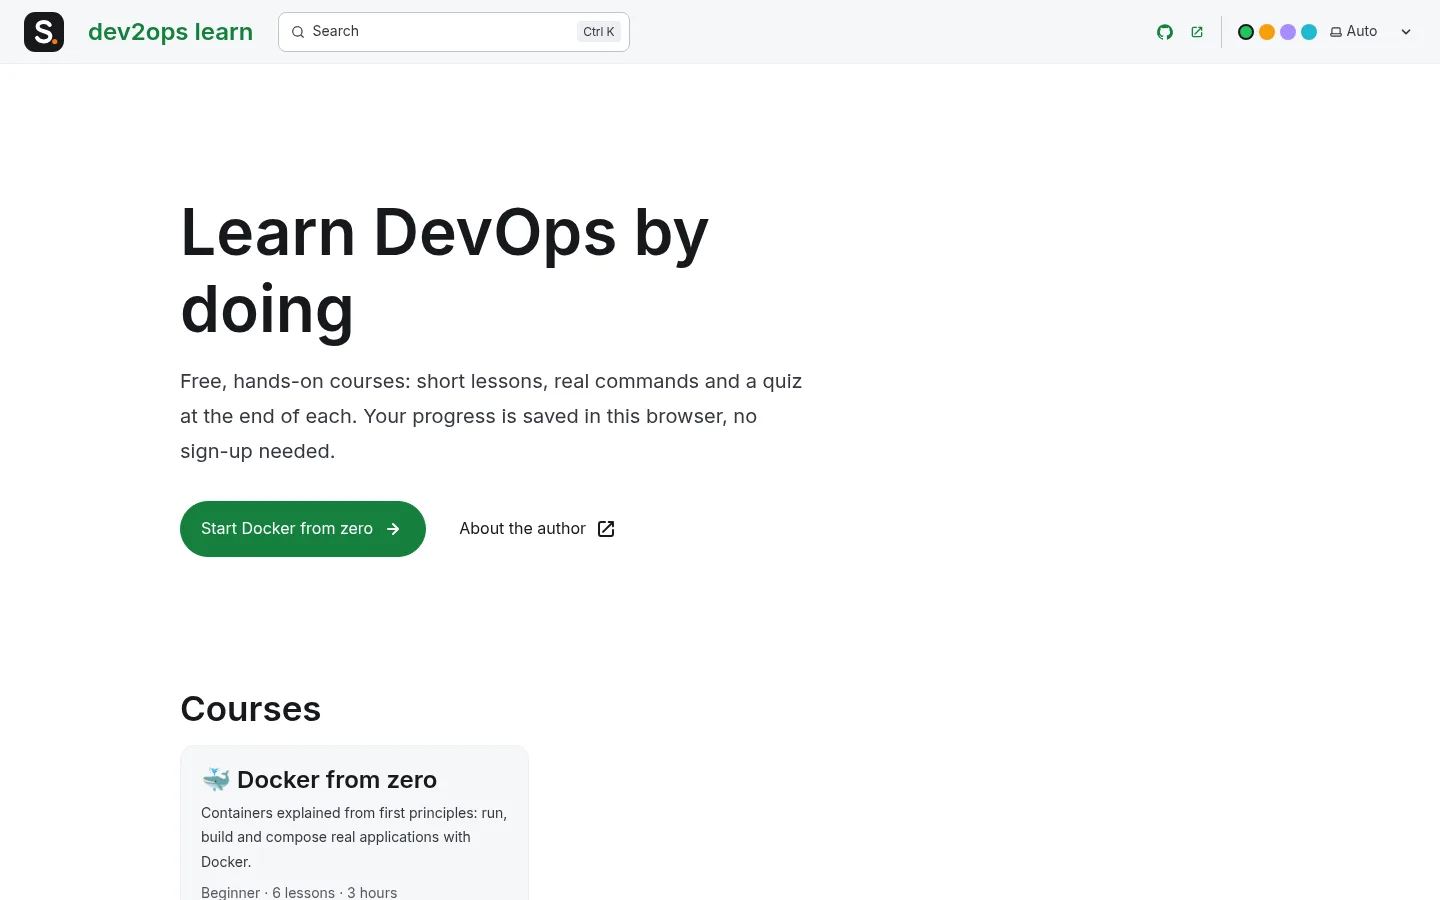 S.
dev2ops learn
Search
Ctrl K
Auto
Learn DevOps by
doing
Free, hands-on courses: short lessons, real commands and a quiz
at the end of each. Your progress is saved in this browser, no
sign-up needed.
Start Docker from zero
About the author
Courses
Docker from zero
Containers explained from first principles: run,
build and compose real applications with
Docker.
Beginner · 6 lessons · 3 hours